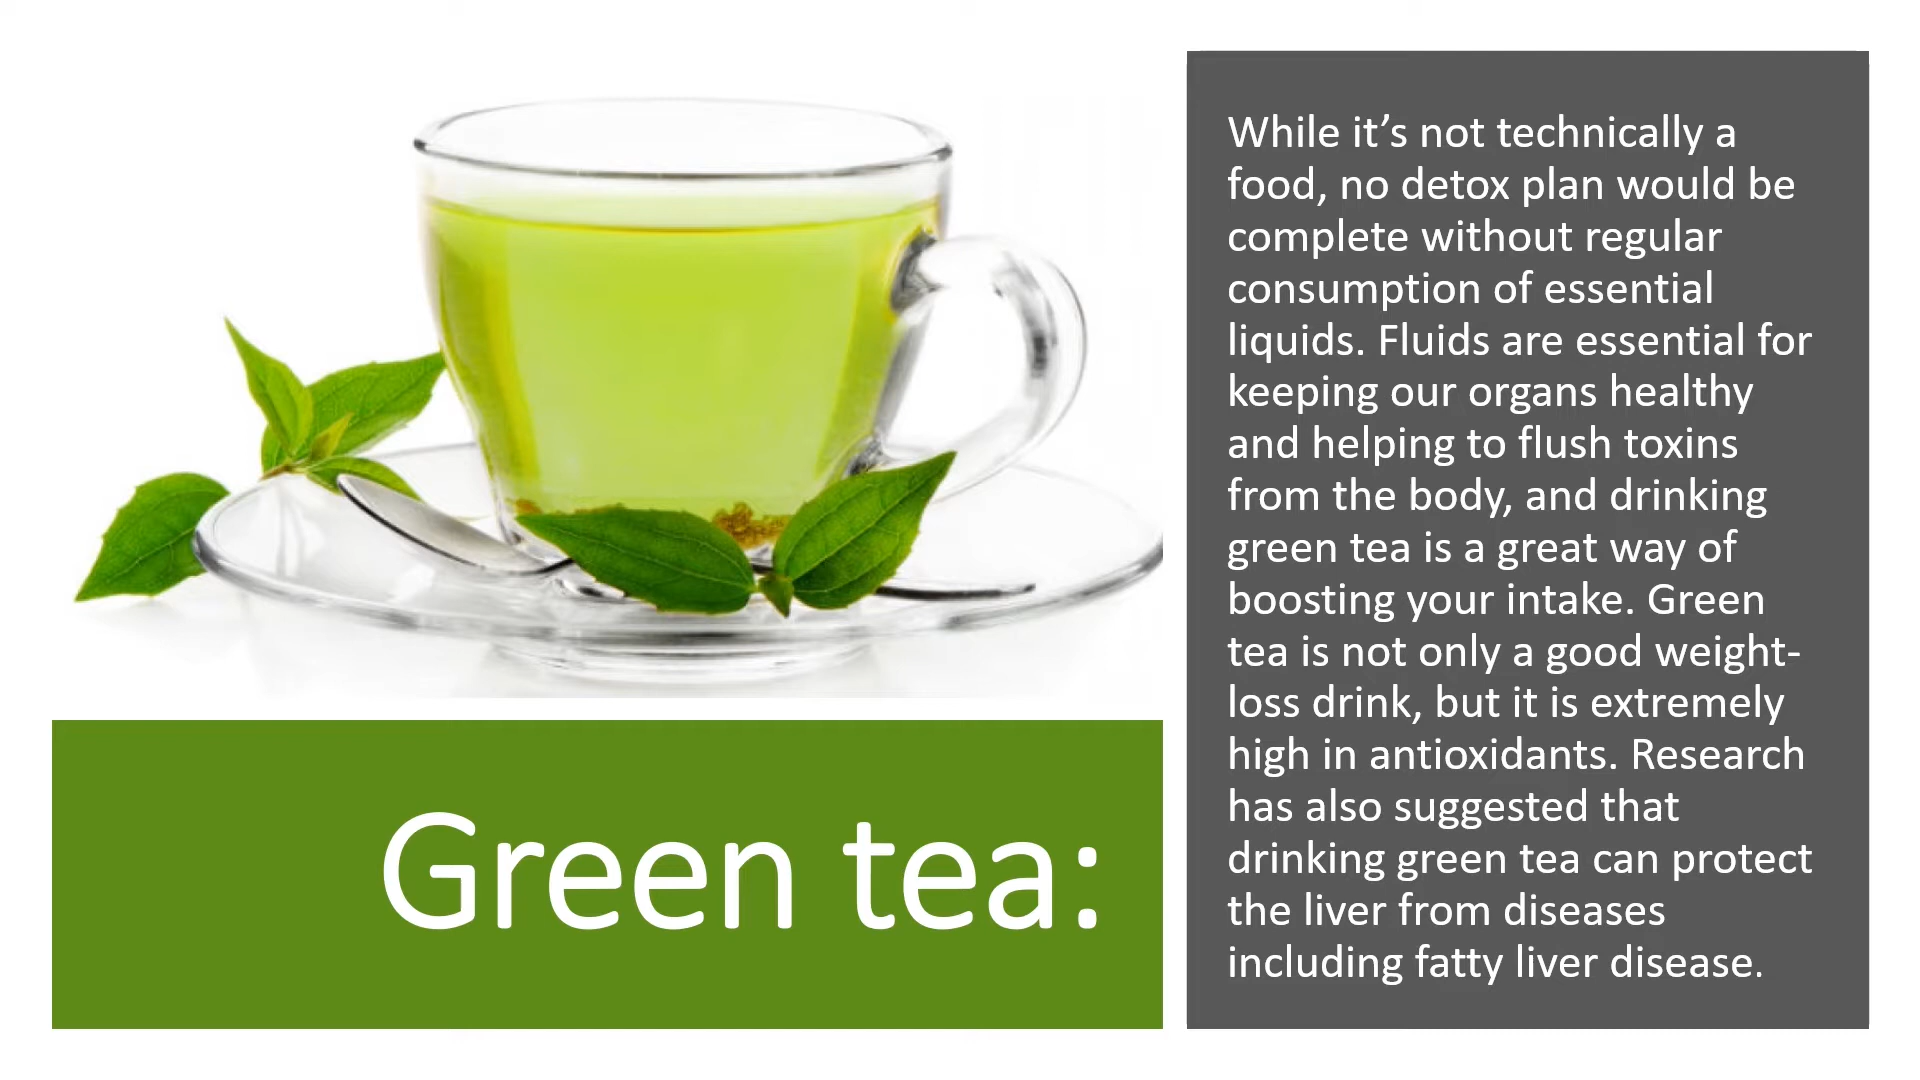 Green tea:
While it’s not technically a
food, no detox plan would be
complete without regular
consumption of essential
liquids. Fluids are essential for
keeping our organs healthy
and helping to flush toxins
from the body, and drinking
green tea is a great way of
boosting your intake. Green
tea is not only a good weight-
loss drink, but it is extremely
high in antioxidants. Research
has also suggested that
drinking green tea can protect
the liver from diseases
including fatty liver disease.